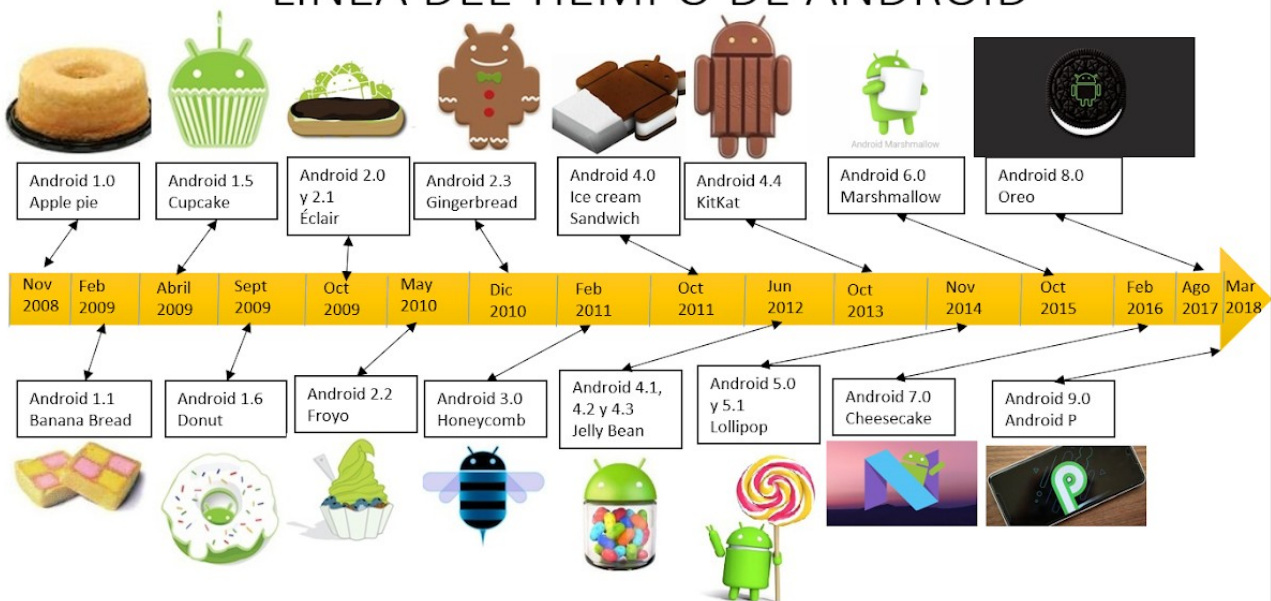 LÍNEA DEL TIEMPO DE ANDROID
Android Marshmallow
Android 1.0
Apple pie
Android 1.5
Cupcake
Android 2.0
y 2.1
Éclair
Android 2.3
Gingerbread
Android 4.0
Ice cream
Sandwich
Android 4.4
KitKat
Android 6.0
Marshmallow
Android 8.0
Oreo
Nov
2008
Feb
2009
Abril
2009
Sept
2009
Oct
2009
May
2010
Dic
2010
Feb
2011
Oct
2011
Jun
2012
Oct
2013
Nov
2014
Oct
2015
Feb
2016
Ago
2017
Mar
2018
Android 1.1
Banana Bread
Android 1.6
Donut
Android 2.2
Froyo
Android 3.0
Honeycomb
Android 4.1,
4.2 y 4.3
Jelly Bean
Android 5.0
y 5.1
Lollipop
Android 7.0
Cheesecake
Android 9.0
Android P